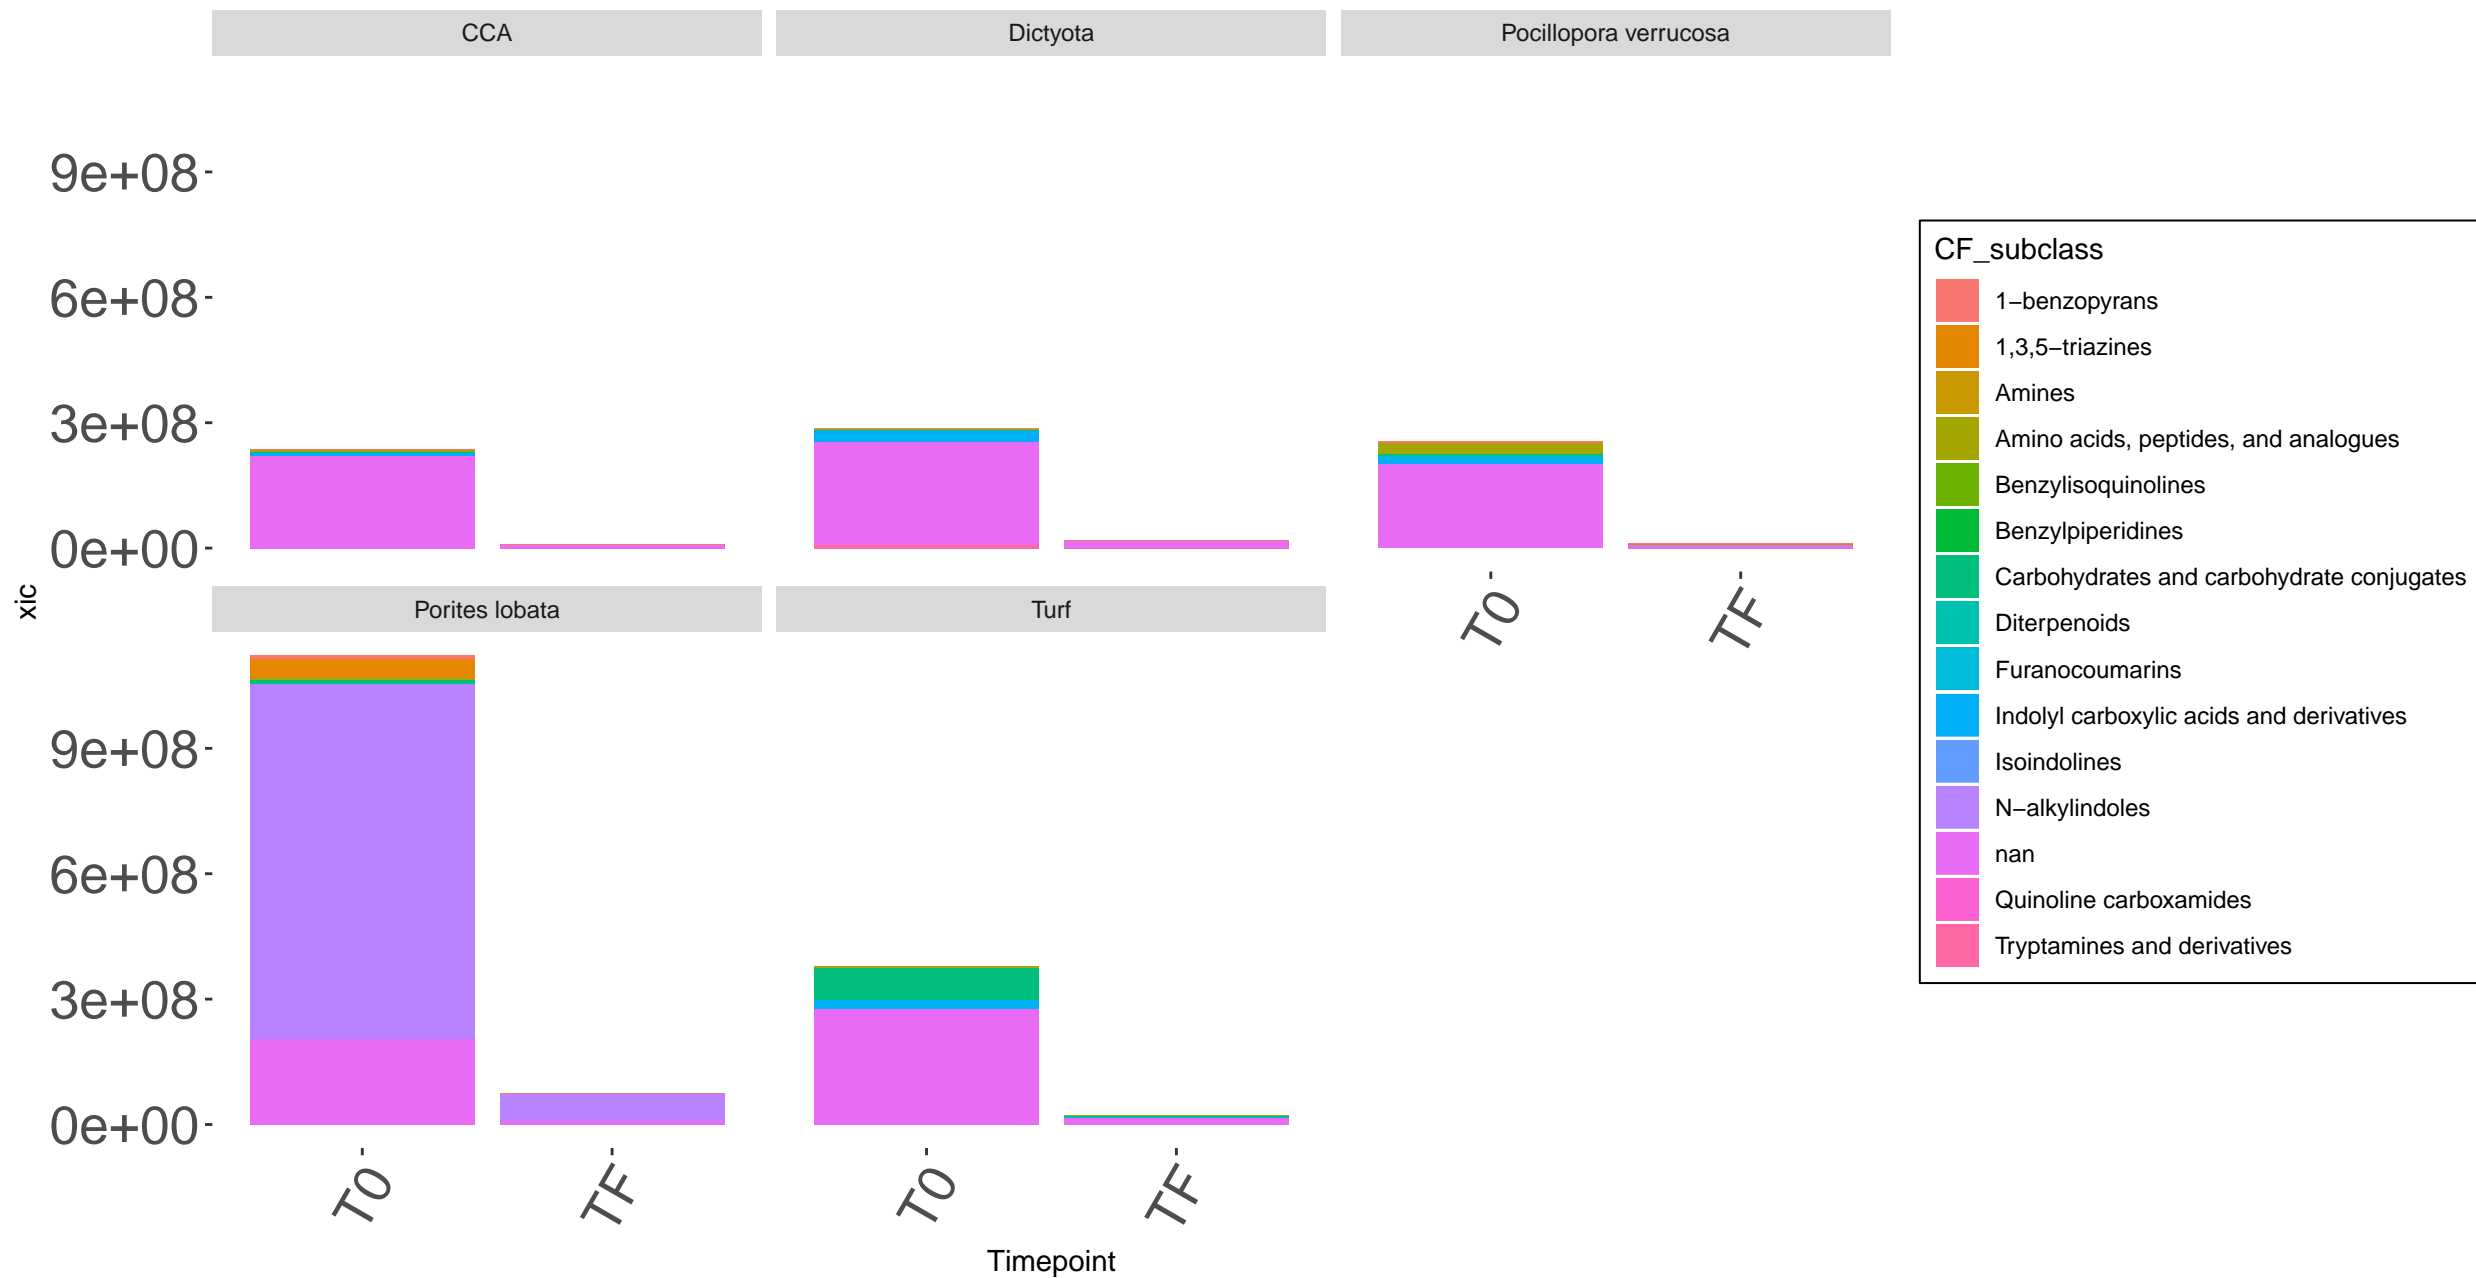 CCA
Dictyota
Pocillopora verrucosa
9e+08
6e+08
3e+08
0e+00
T0
TF
xic
Porites lobata
Turf
9e+08
6e+08
3e+08
0e+00
T0
TF
T0
TF
Timepoint
CF_subclass
1−benzopyrans
1,3,5−triazines
Amines
Amino acids, peptides, and analogues
Benzylisoquinolines
Benzylpiperidines
Carbohydrates and carbohydrate conjugates
Diterpenoids
Furanocoumarins
Indolyl carboxylic acids and derivatives
Isoindolines
N−alkylindoles
nan
Quinoline carboxamides
Tryptamines and derivatives